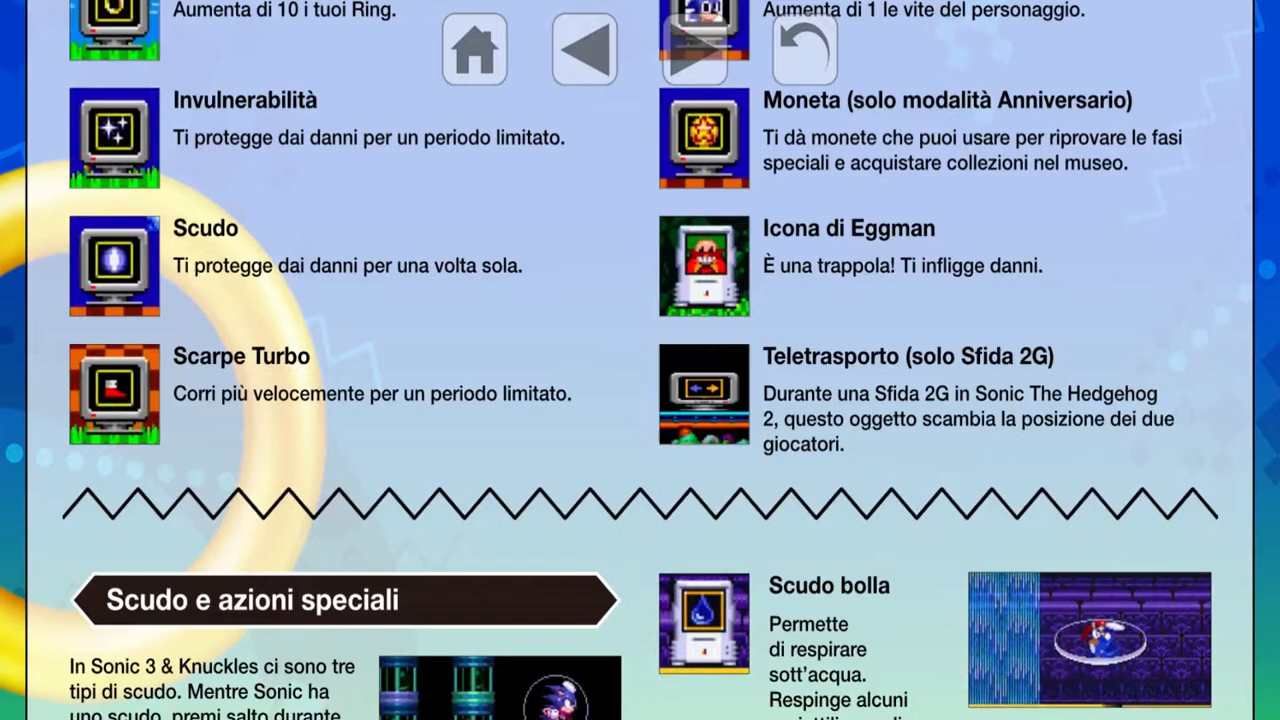 Aumenta di 10 i tuoi Ring.
Invulnerabilità
Ti protegge dai danni per un periodo limitato.
Scudo
Ti protegge dai danni per una volta sola.
Scarpe Turbo
Corri più velocemente per un periodo limitato.
Aumenta di 1 le vite del personaggio.
Moneta (solo modalità Anniversario)
Ti dà monete che puoi usare per riprovare le fasi
speciali e acquistare collezioni nel museo.
Icona di Eggman
È una trappola! Ti infligge danni.
Teletrasporto (solo Sfida 2G)
Durante una Sfida 2G in Sonic The Hedgehog
2, questo oggetto scambia la posizione dei due
giocatori.
Scudo e azioni speciali
In Sonic 3 & Knuckles ci sono tre
tipi di scudo. Mentre Sonic ha
uno scudo, premi salto durante
Scudo bolla
Permette
di respirare
sott'acqua.
Respinge alcuni